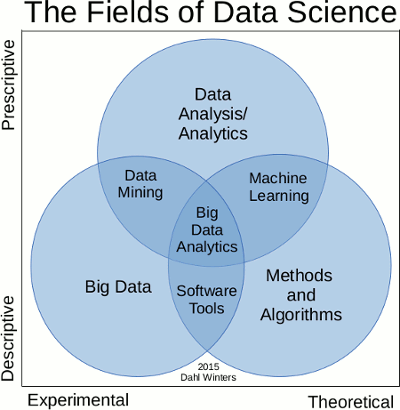 The Fields of Data Science
Prescriptive
Data
Analysis/
Analytics
Data
Mining
Machine
Learning
Big
Data
Analytics
Big Data
Software
Tools
Methods
and
Algorithms
Descriptive
2015
Dahl Winters
Experimental
Theoretical